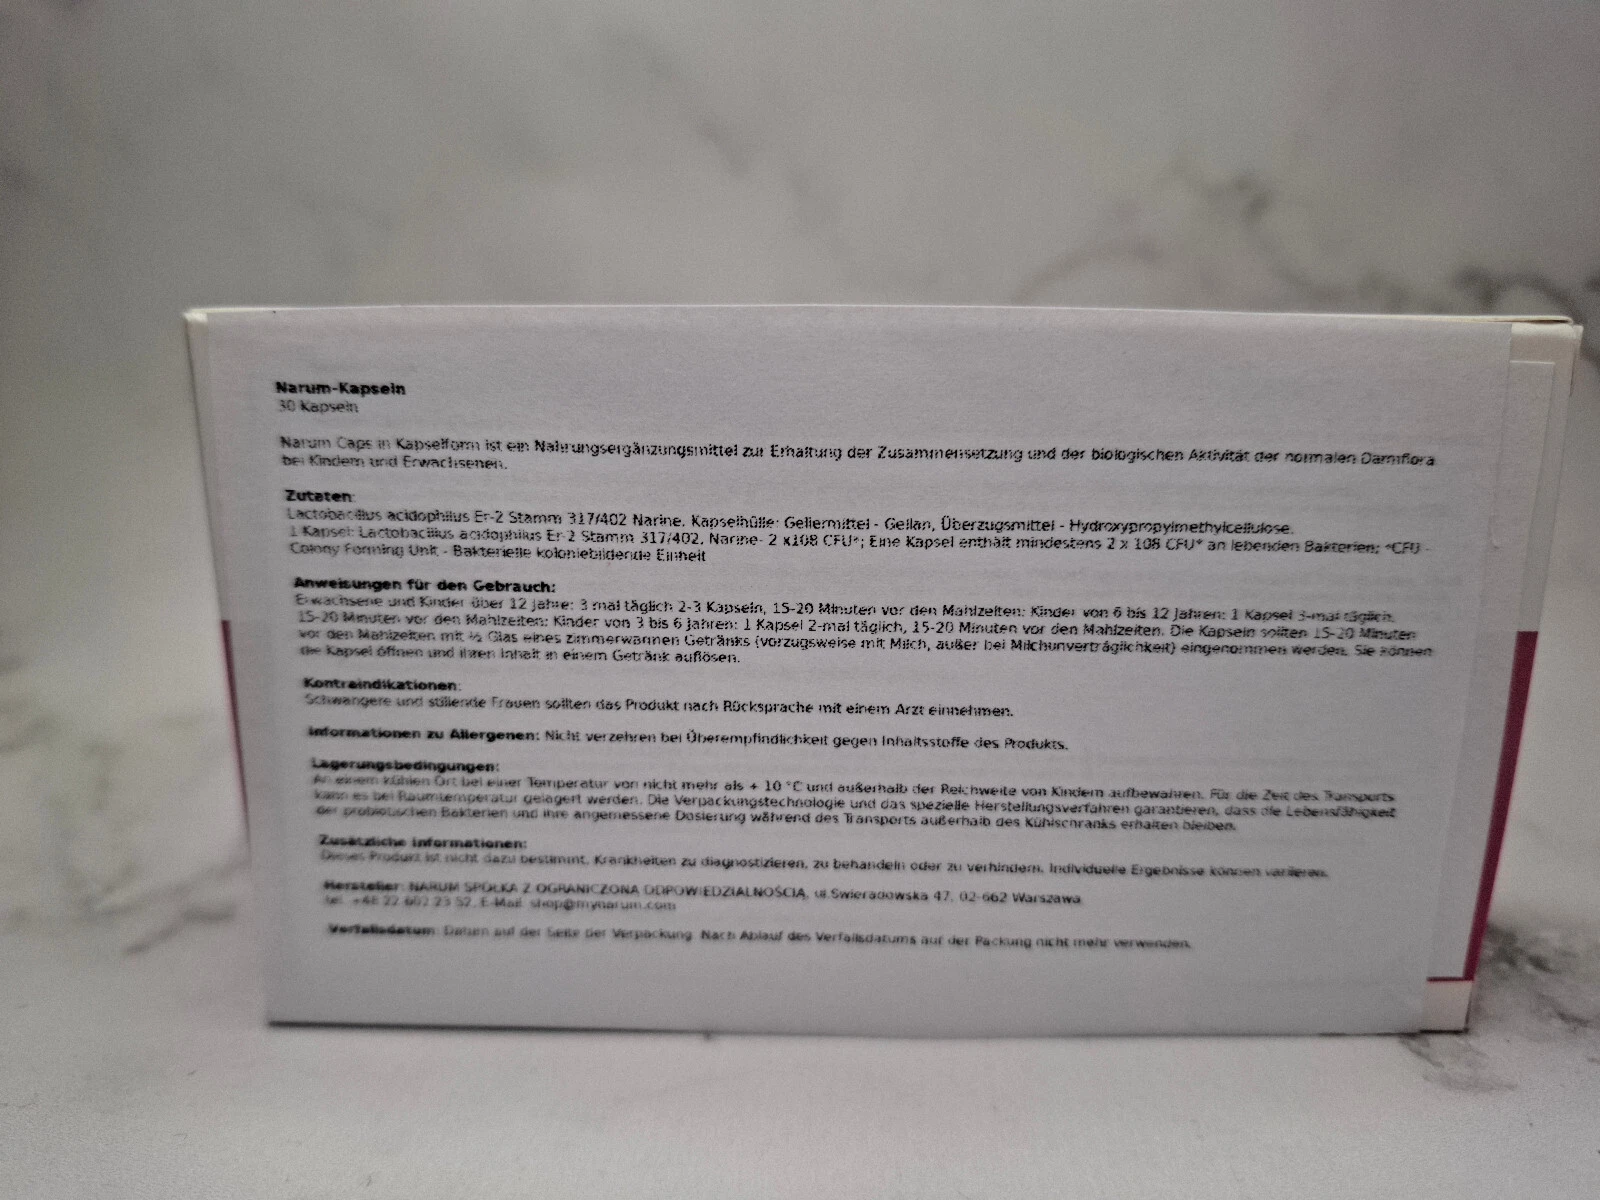 Narum-Kapseln
30 Kapseln
Narum Caps in Kapselform ist ein Nahrungsergänzungsmittel zur Erhaltung der Zusammensetzung und der biologischen Aktivität der normalen Darmflora
bei Kindern und Erwachsenen.
Zutaten:
Lactobacillus acidophilus Er-2 Stamm 317/402 Narine. Kapselhülle: Geliermittel - Gellan, Überzugsmittel - Hydroxypropylmethylcellulose.
1 Kapsel: Lactobacillus acidophilus Er-2 Stamm 317/402, Narine- 2 x108 CFU*; Eine Kapsel enthält mindestens 2 x 108 CFU* an lebenden Bakterien; *CFU -
Colony Forming Unit - Bakterielle koloniebildende Einheit
Anweisungen für den Gebrauch:
Erwachsene und Kinder über 12 Jahre: 3 mal täglich 2-3 Kapseln, 15-20 Minuten vor den Mahlzeiten; Kinder von 6 bis 12 Jahren: 1 Kapsel 3-mal täglich,
15-20 Minuten vor den Mahlzeiten; Kinder von 3 bis 6 Jahren: 1 Kapsel 2-mal täglich, 15-20 Minuten vor den Mahlzeiten. Die Kapseln sollten 15-20 Minuten
vor den Mahlzeiten mit ½ Glas eines zimmerwarmen Getränks (vorzugsweise mit Milch, außer bei Milchunverträglichkeit) eingenommen werden. Sie können
die Kapsel öffnen und ihren Inhalt in einem Getränk auflösen.
Kontraindikationen:
Schwangere und stillende Frauen sollten das Produkt nach Rücksprache mit einem Arzt einnehmen.
Informationen zu Allergenen: Nicht verzehren bei Überempfindlichkeit gegen Inhaltsstoffe des Produkts.
Lagerungsbedingungen:
An einem kühlen Ort bei einer Temperatur von nicht mehr als + 10 °C und außerhalb der Reichweite von Kindern aufbewahren. Für die Zeit des Transports
kann es bei Raumtemperatur gelagert werden. Die Verpackungstechnologie und das spezielle Herstellungsverfahren garantieren, dass die Lebensfähigkeit
der probiotischen Bakterien und ihre angemessene Dosierung während des Transports außerhalb des Kühlschranks erhalten bleiben.
Zusätzliche Informationen:
Dieses Produkt ist nicht dazu bestimmt, Krankheiten zu diagnostizieren, zu behandeln oder zu verhindern. Individuelle Ergebnisse können variieren.
Hersteller: NARUM SPÓŁKA Z OGRANICZONĄ ODPOWIEDZIALNOŚCIĄ, ul.Świeradowska 47, 02-662 Warszawa
tel. +48 22 602 23 52, E-Mail: shop@mynarum.com
Verfallsdatum: Daten auf der Seite der Verpackung. Nach Ablauf des Verfallsdatums auf der Packung nicht mehr verwenden.